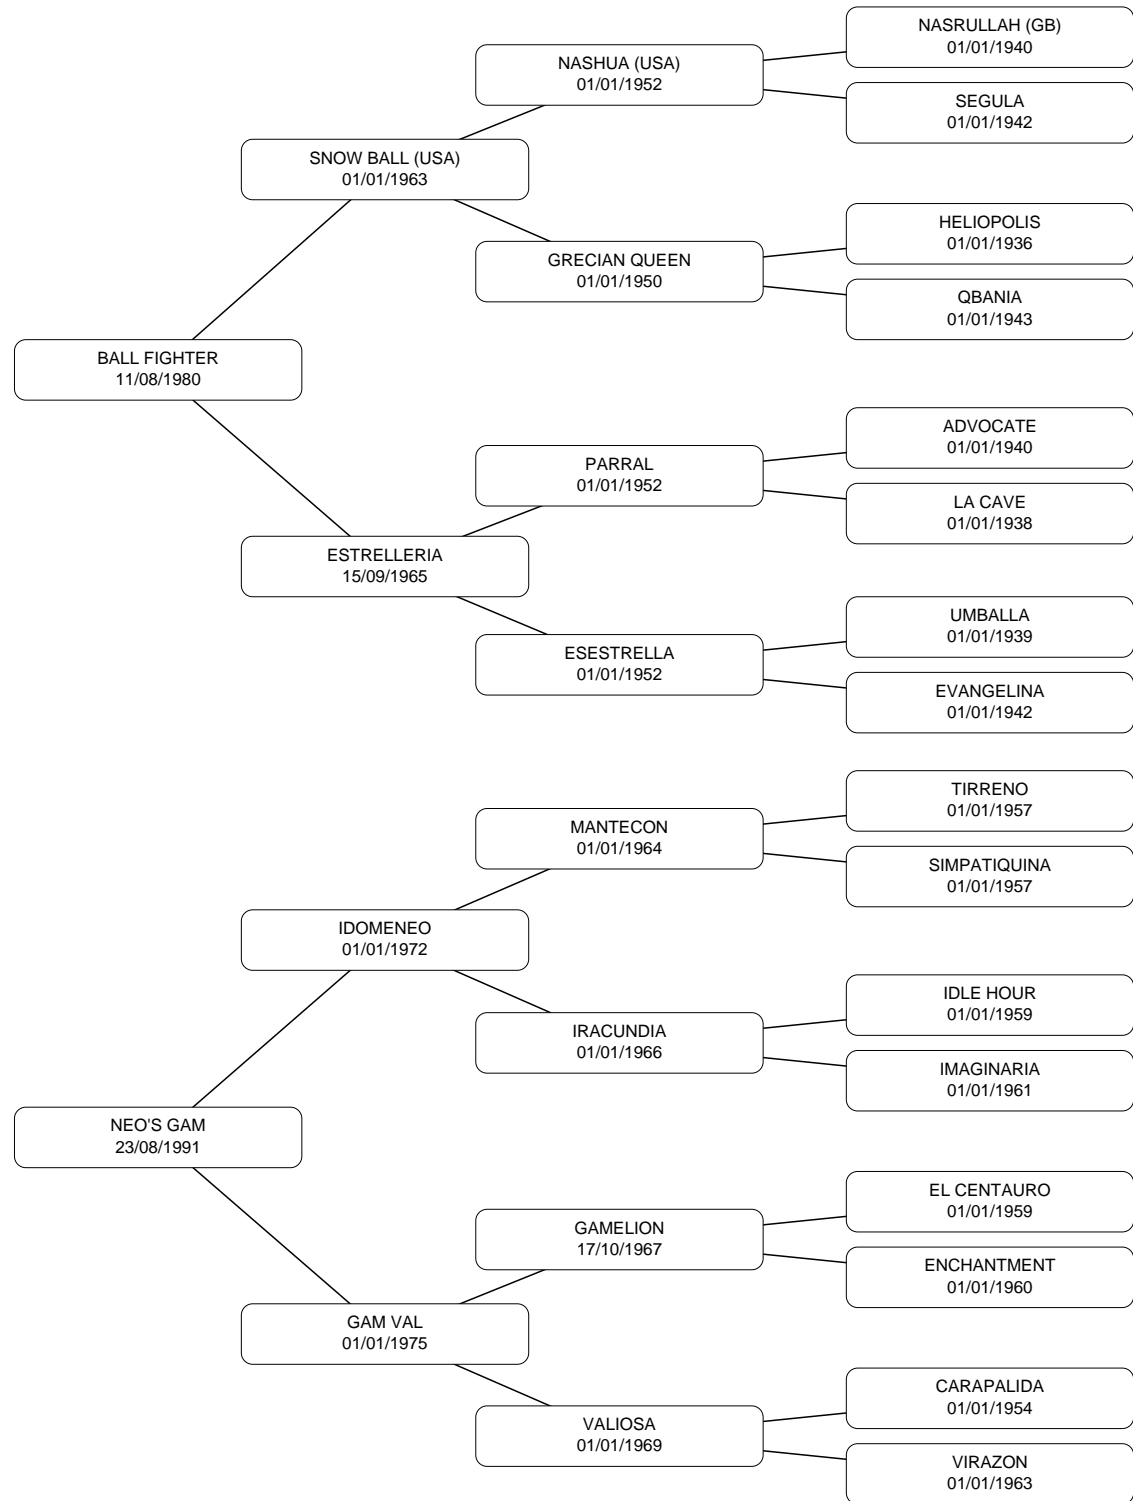 NASRULLAH (GB)
01/01/1940
NASHUA (USA)
01/01/1952
SEGULA
01/01/1942
SNOW BALL (USA)
01/01/1963
HELIOPOLIS
01/01/1936
GRECIAN QUEEN
01/01/1950
QBANIA
01/01/1943
BALL FIGHTER
11/08/1980
ADVOCATE
01/01/1940
PARRAL
01/01/1952
LA CAVE
01/01/1938
ESTRELLERIA
15/09/1965
UMBALLA
01/01/1939
ESESTRELLA
01/01/1952
EVANGELINA
01/01/1942
TIRRENO
01/01/1957
MANTECON
01/01/1964
SIMPATIQUINA
01/01/1957
IDOMENEO
01/01/1972
IDLE HOUR
01/01/1959
IRACUNDIA
01/01/1966
IMAGINARIA
01/01/1961
NEO'S GAM
23/08/1991
EL CENTAURO
01/01/1959
GAMELION
17/10/1967
ENCHANTMENT
01/01/1960
GAM VAL
01/01/1975
CARAPALIDA
01/01/1954
VALIOSA
01/01/1969
VIRAZON
01/01/1963